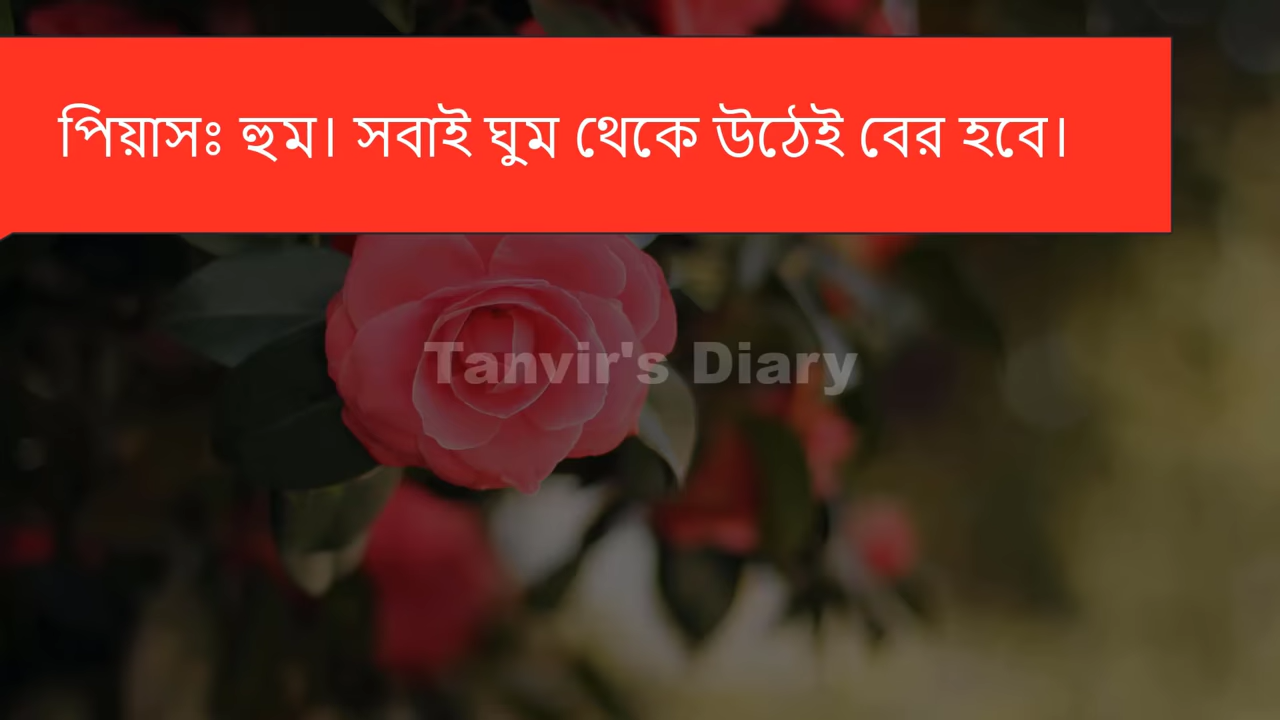 পিয়াসঃ হুম। সবাই ঘুম থেকে উঠেই বের হবে।
Tanvir's Diary